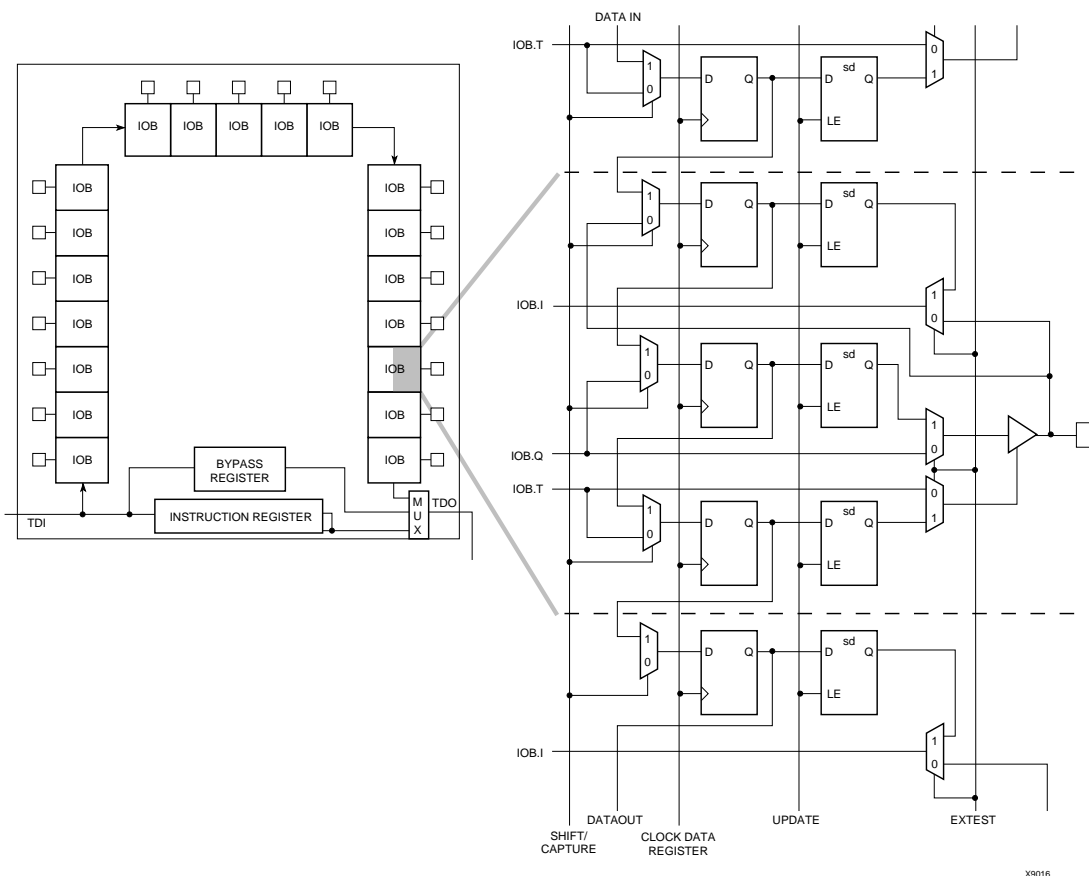 DATA IN
IOB.T
1
0
D Q
sd
D Q
LE
0
1
IOB IOB IOB IOB IOB
IOB
IOB
IOB
IOB
IOB
IOB
IOB
IOB
IOB
IOB
IOB
IOB
IOB
IOB
BYPASS
REGISTER
INSTRUCTION REGISTER
TDI
M
U
X
TDO
1
0
D Q
sd
D Q
LE
1
0
IOB.I
1
0
D Q
sd
D Q
LE
1
0
IOB.Q
IOB.T
0
1
1
0
D Q
sd
D Q
LE
1
0
D Q
sd
D Q
LE
1
0
IOB.I
SHIFT/
CAPTURE
DATAOUT
CLOCK DATA
REGISTER
UPDATE
EXTEST
X9016